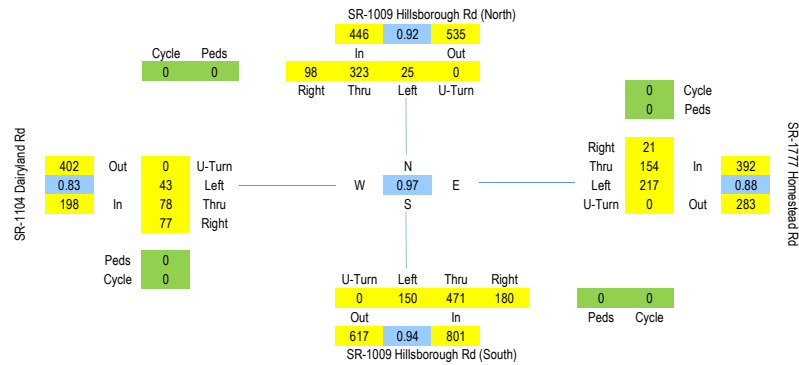 SR-1009 Hillsborough Rd (North)
446 0.92 535
Cycle Peds In Out
0 0 98 323 25 0
Right Thru Left U-Turn
0 Cycle
0 Peds
SR-1104 Dairyland Rd
SR-1777 Homestead Rd
Right 21
402 Out 0 U-Turn N Thru 154 In 392
0.83 43 Left W 0.97 E Left 217 0.88
198 In 78 Thru S U-Turn 0 Out 283
77 Right
Peds 0
Cycle 0
U-Turn Left Thru Right
0 150 471 180 0 0
Out In Peds Cycle
617 0.94 801
SR-1009 Hillsborough Rd (South)